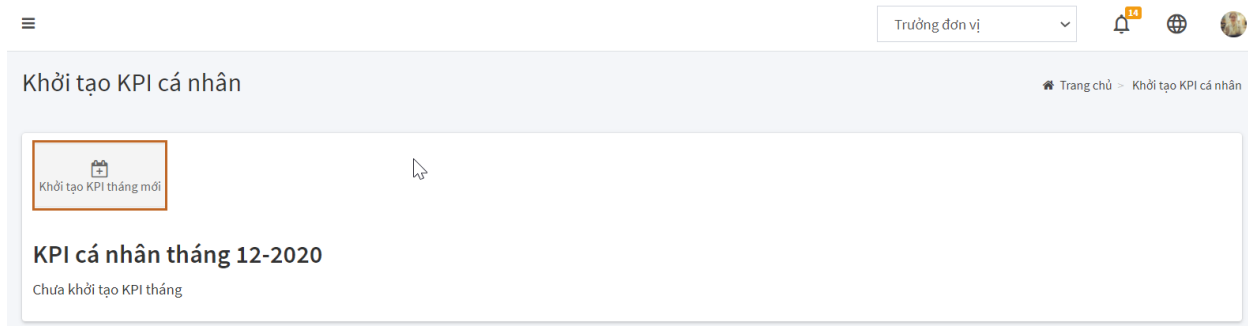 Trưởng đơn vị
14
Khởi tạo KPI cá nhân
Trang chủ > Khởi tạo KPI cá nhân
Khởi tạo KPI tháng mới
KPI cá nhân tháng 12-2020
Chưa khởi tạo KPI tháng